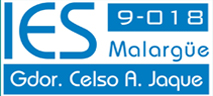 IES 9-018
Malargüe
Gdor. Celso A. Jaque